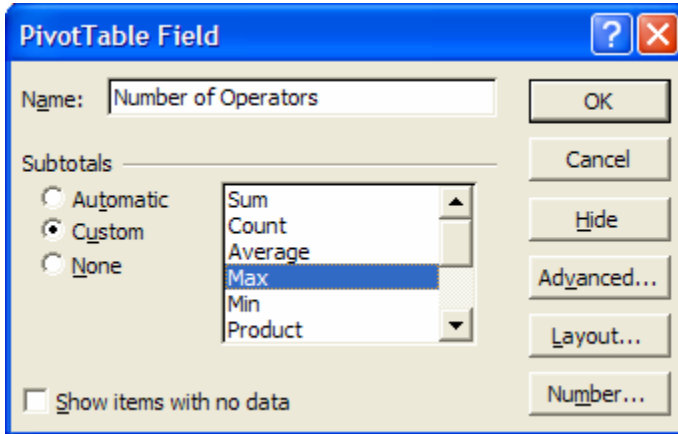 PivotTable Field
?
Name: Number of Operators
OK
Subtotals
Cancel
Automatic
Custom
None
Sum
Count
Average
Max
Min
Product
Hide
Advanced...
Layout...
Show items with no data
Number...